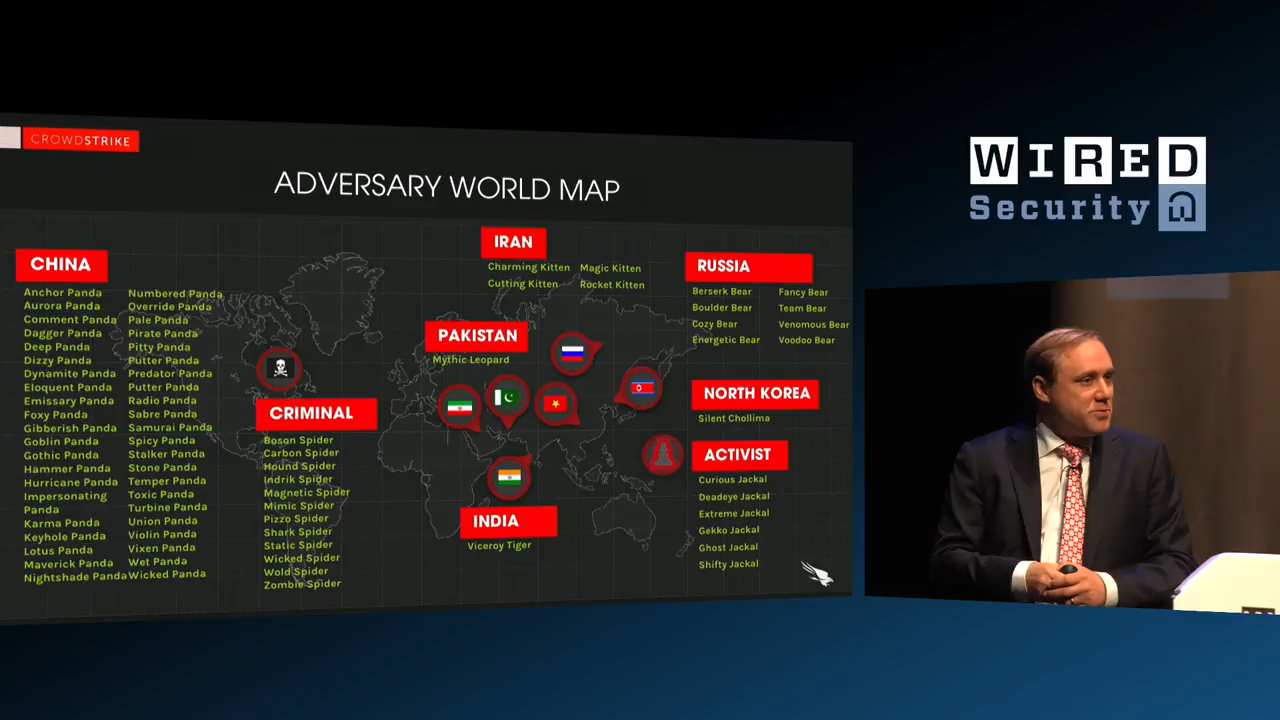 CROWDSTRIKE
ADVERSARY WORLD MAP
CHINA
Anchor Panda
Aurora Panda
Comment Panda
Dagger Panda
Deep Panda
Dizzy Panda
Dynamite Panda
Eloquent Panda
Emissary Panda
Foxy Panda
Gibberish Panda
Goblin Panda
Gothic Panda
Hammer Panda
Hurricane Panda
Impersonating
Panda
Karma Panda
Keyhole Panda
Lotus Panda
Maverick Panda
Nightshade Panda
Numbered Panda
Override Panda
Pale Panda
Pirate Panda
Pitty Panda
Putter Panda
Predator Panda
Putter Panda
Radio Panda
Sabre Panda
Samurai Panda
Spicy Panda
Stalker Panda
Stone Panda
Temper Panda
Toxic Panda
Turbine Panda
Union Panda
Violin Panda
Vixen Panda
Wet Panda
Wicked Panda
CRIMINAL
Boson Spider
Carbon Spider
Hound Spider
Indrik Spider
Magnetic Spider
Mimic Spider
Pizzo Spider
Shark Spider
Static Spider
Wicked Spider
Wold Spider
Zombie Spider
IRAN
Charming Kitten
Cutting Kitten
Magic Kitten
Rocket Kitten
PAKISTAN
Mythic Leopard
INDIA
Viceroy Tiger
RUSSIA
Berserk Bear
Boulder Bear
Cozy Bear
Energetic Bear
Fancy Bear
Team Bear
Venomous Bear
Voodoo Bear
NORTH KOREA
Silent Chollima
ACTIVIST
Curious Jackal
Deadeye Jackal
Extreme Jackal
Gekko Jackal
Ghost Jackal
Shifty Jackal
WIRED
Security